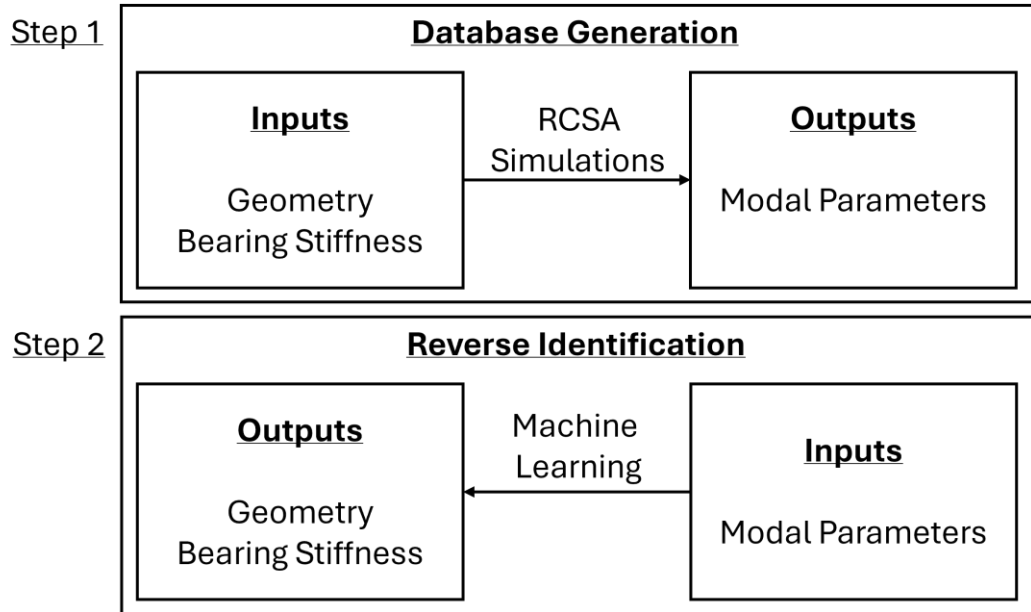 Step 1
Database Generation
Inputs
Geometry
Bearing Stiffness
RCSA
Simulations
Outputs
Modal Parameters
Step 2
Reverse Identification
Outputs
Geometry
Bearing Stiffness
Machine
Learning
Inputs
Modal Parameters